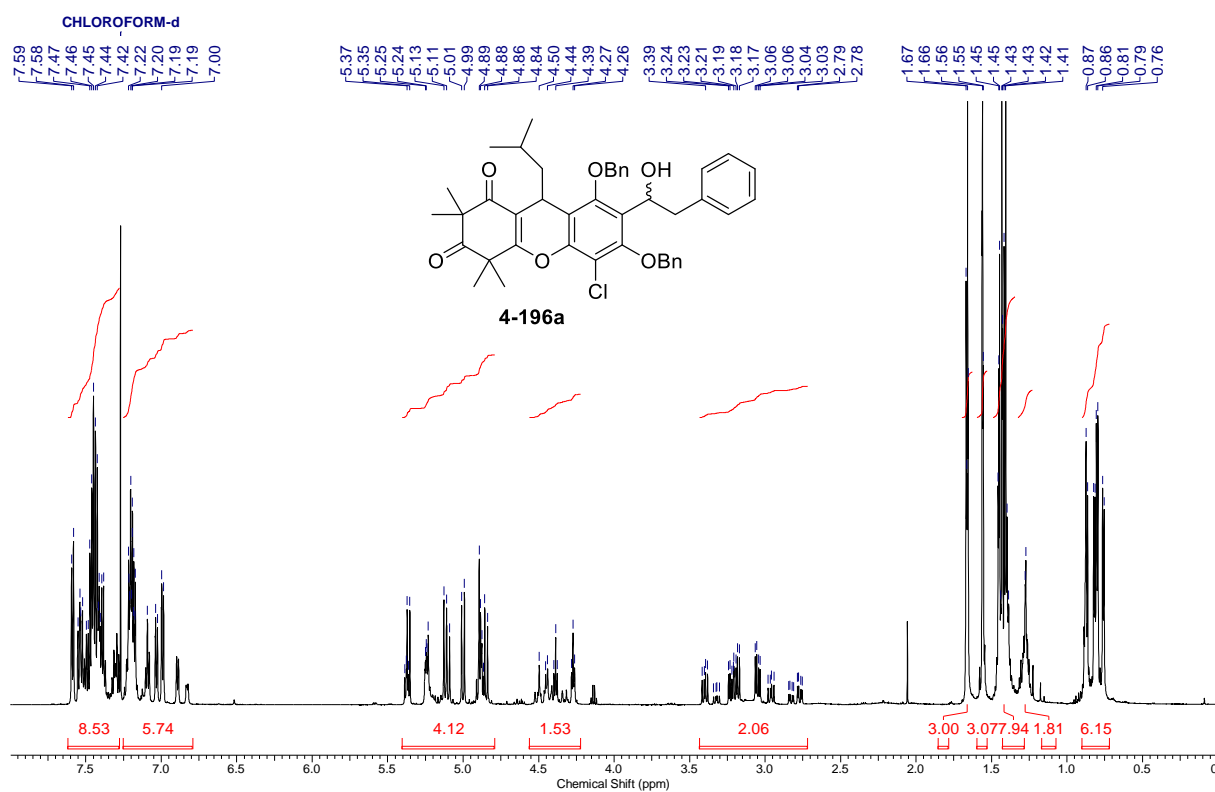 CHLOROFORM-d
7.59 7.58 7.47 7.46 7.45 7.44 7.42 7.22 7.20 7.19 7.19 7.00 5.37 5.35 5.25 5.24 5.13 5.11 5.01 4.99 4.89 4.88 4.86 4.84 4.50 4.44 4.39 4.27 4.26 3.39 3.24 3.23 3.21 3.19 3.18 3.17 3.06 3.06 3.04 3.03 2.79 2.78 1.67 1.66 1.56 1.55 1.45 1.45 1.43 1.43 1.42 1.41 0.87 0.86 0.81 0.79 0.76
O OBn OH
O O OBn
Cl
4-196a
8.53 5.74 4.12 1.53 2.06 3.00 3.07 7.94 1.81 6.15
7.5 7.0 6.5 6.0 5.5 5.0 4.5 4.0 3.5 3.0 2.5 2.0 1.5 1.0 0.5 0
Chemical Shift (ppm)